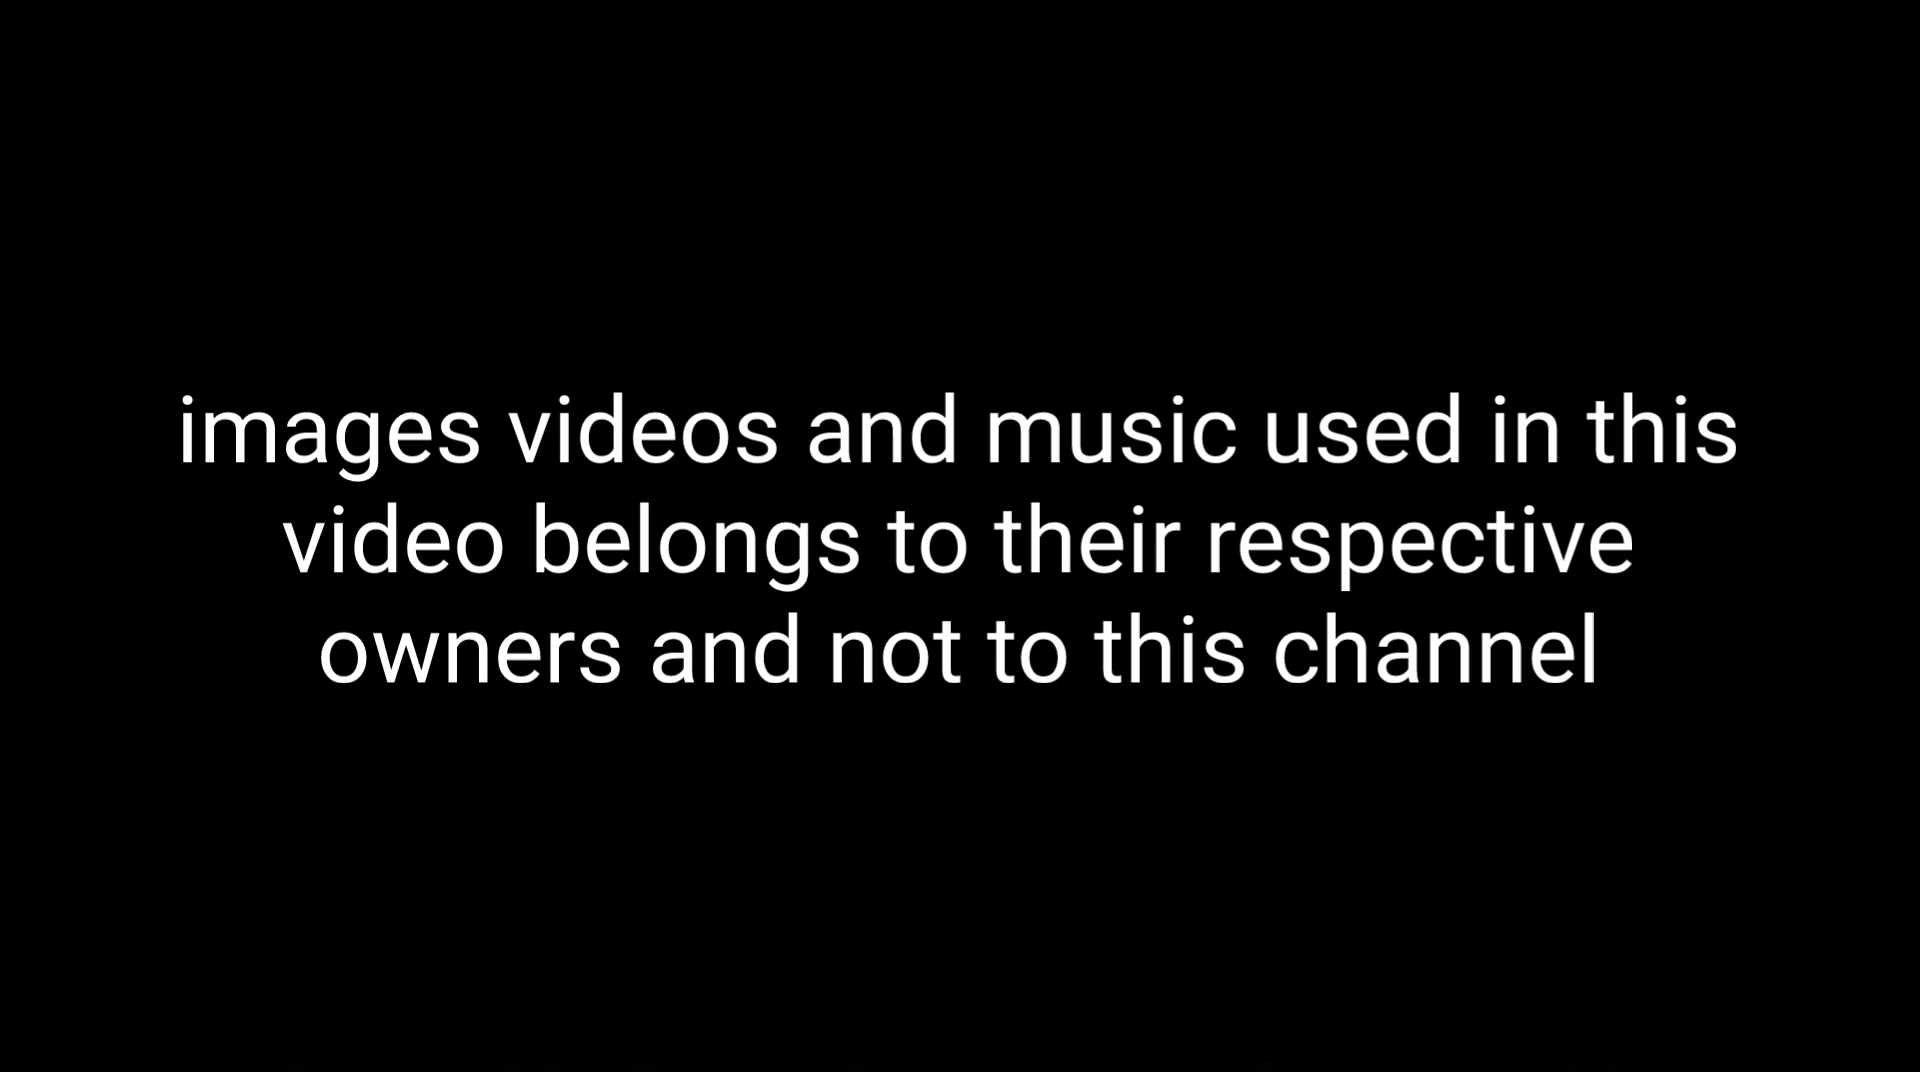 images videos and music used in this
video belongs to their respective
owners and not to this channel